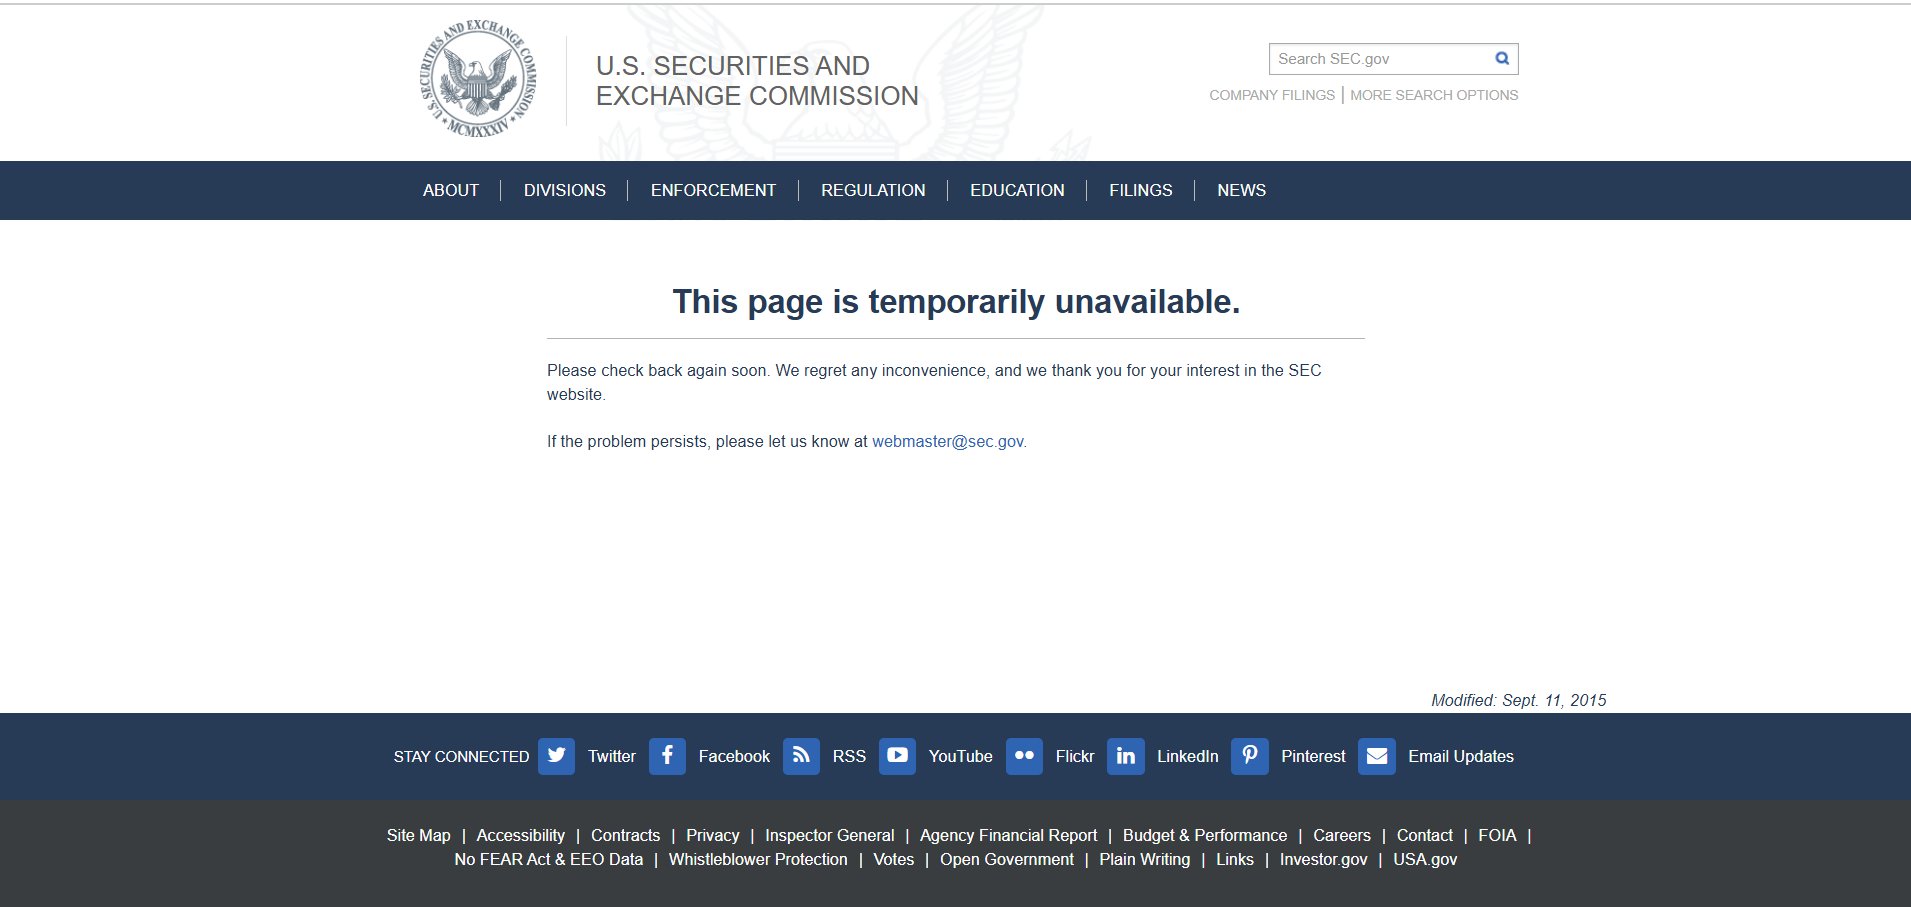 U.S. SECURITIES AND EXCHANGE COMMISSION
MCMXXXIV
U.S. SECURITIES AND
EXCHANGE COMMISSION
Search SEC.gov
COMPANY FILINGS | MORE SEARCH OPTIONS
ABOUT | DIVISIONS | ENFORCEMENT | REGULATION | EDUCATION | FILINGS | NEWS
This page is temporarily unavailable.
Please check back again soon. We regret any inconvenience, and we thank you for your interest in the SEC
website.
If the problem persists, please let us know at webmaster@sec.gov.
Modified: Sept. 11, 2015
STAY CONNECTED Twitter Facebook RSS YouTube Flickr LinkedIn Pinterest Email Updates
Site Map | Accessibility | Contracts | Privacy | Inspector General | Agency Financial Report | Budget & Performance | Careers | Contact | FOIA |
No FEAR Act & EEO Data | Whistleblower Protection | Votes | Open Government | Plain Writing | Links | Investor.gov | USA.gov